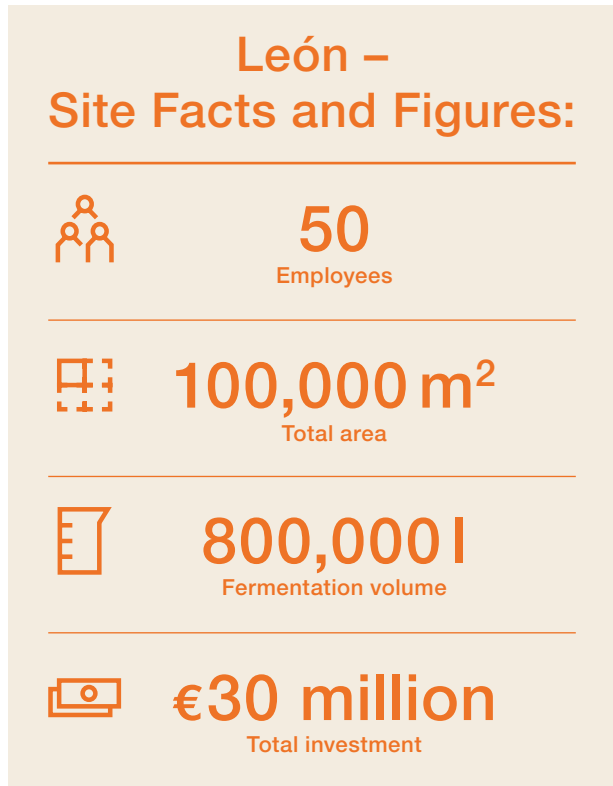 León –
Site Facts and Figures:
50
Employees
100,000 m²
Total area
800,000 l
Fermentation volume
€30 million
Total investment